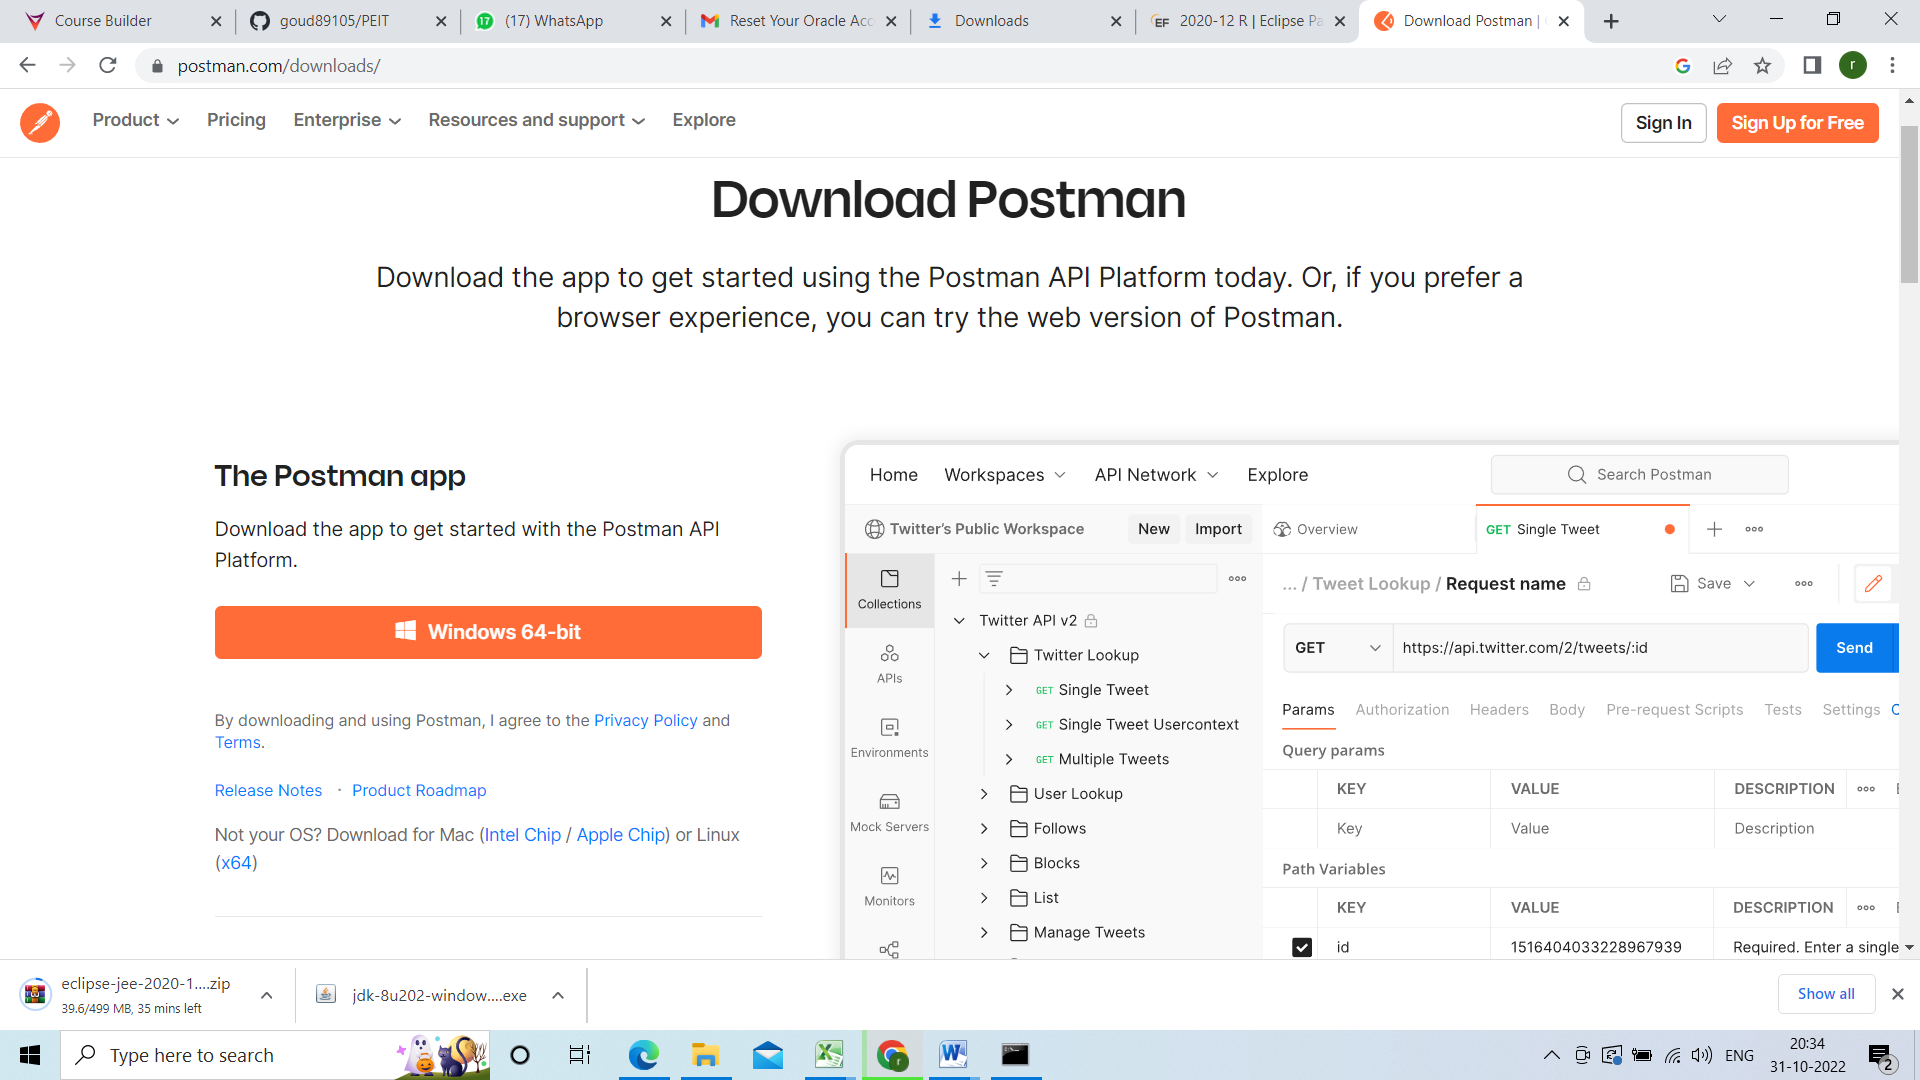 Course Builder
goud89105/PEIT
(17) WhatsApp
Reset Your Oracle Acc
Downloads
2020-12 R | Eclipse Pa
Download Postman |
postman.com/downloads/
r
Product
Pricing
Enterprise
Resources and support
Explore
Sign In
Sign Up for Free
Download Postman
Download the app to get started using the Postman API Platform today. Or, if you prefer a
browser experience, you can try the web version of Postman.
The Postman app
Download the app to get started with the Postman API
Platform.
Windows 64-bit
By downloading and using Postman, I agree to the Privacy Policy and
Terms.
Release Notes · Product Roadmap
Not your OS? Download for Mac (Intel Chip / Apple Chip) or Linux
(x64)
Home
Workspaces
API Network
Explore
Search Postman
Twitter's Public Workspace
New
Import
Overview
GET Single Tweet
Collections
APIs
Environments
Mock Servers
Monitors
Twitter API v2
Twitter Lookup
GET Single Tweet
GET Single Tweet Usercontext
GET Multiple Tweets
User Lookup
Follows
Blocks
List
Manage Tweets
... / Tweet Lookup / Request name
Save
GET
https://api.twitter.com/2/tweets/:id
Send
Params
Authorization
Headers
Body
Pre-request Scripts
Tests
Settings
Query params
KEY
VALUE
DESCRIPTION
Key
Value
Description
Path Variables
KEY
VALUE
DESCRIPTION
id
1516404033228967939
Required. Enter a single
eclipse-jee-2020-1....zip
39.6/499 MB, 35 mins left
jdk-8u202-window....exe
Show all
Type here to search
ENG
20:34
31-10-2022
2